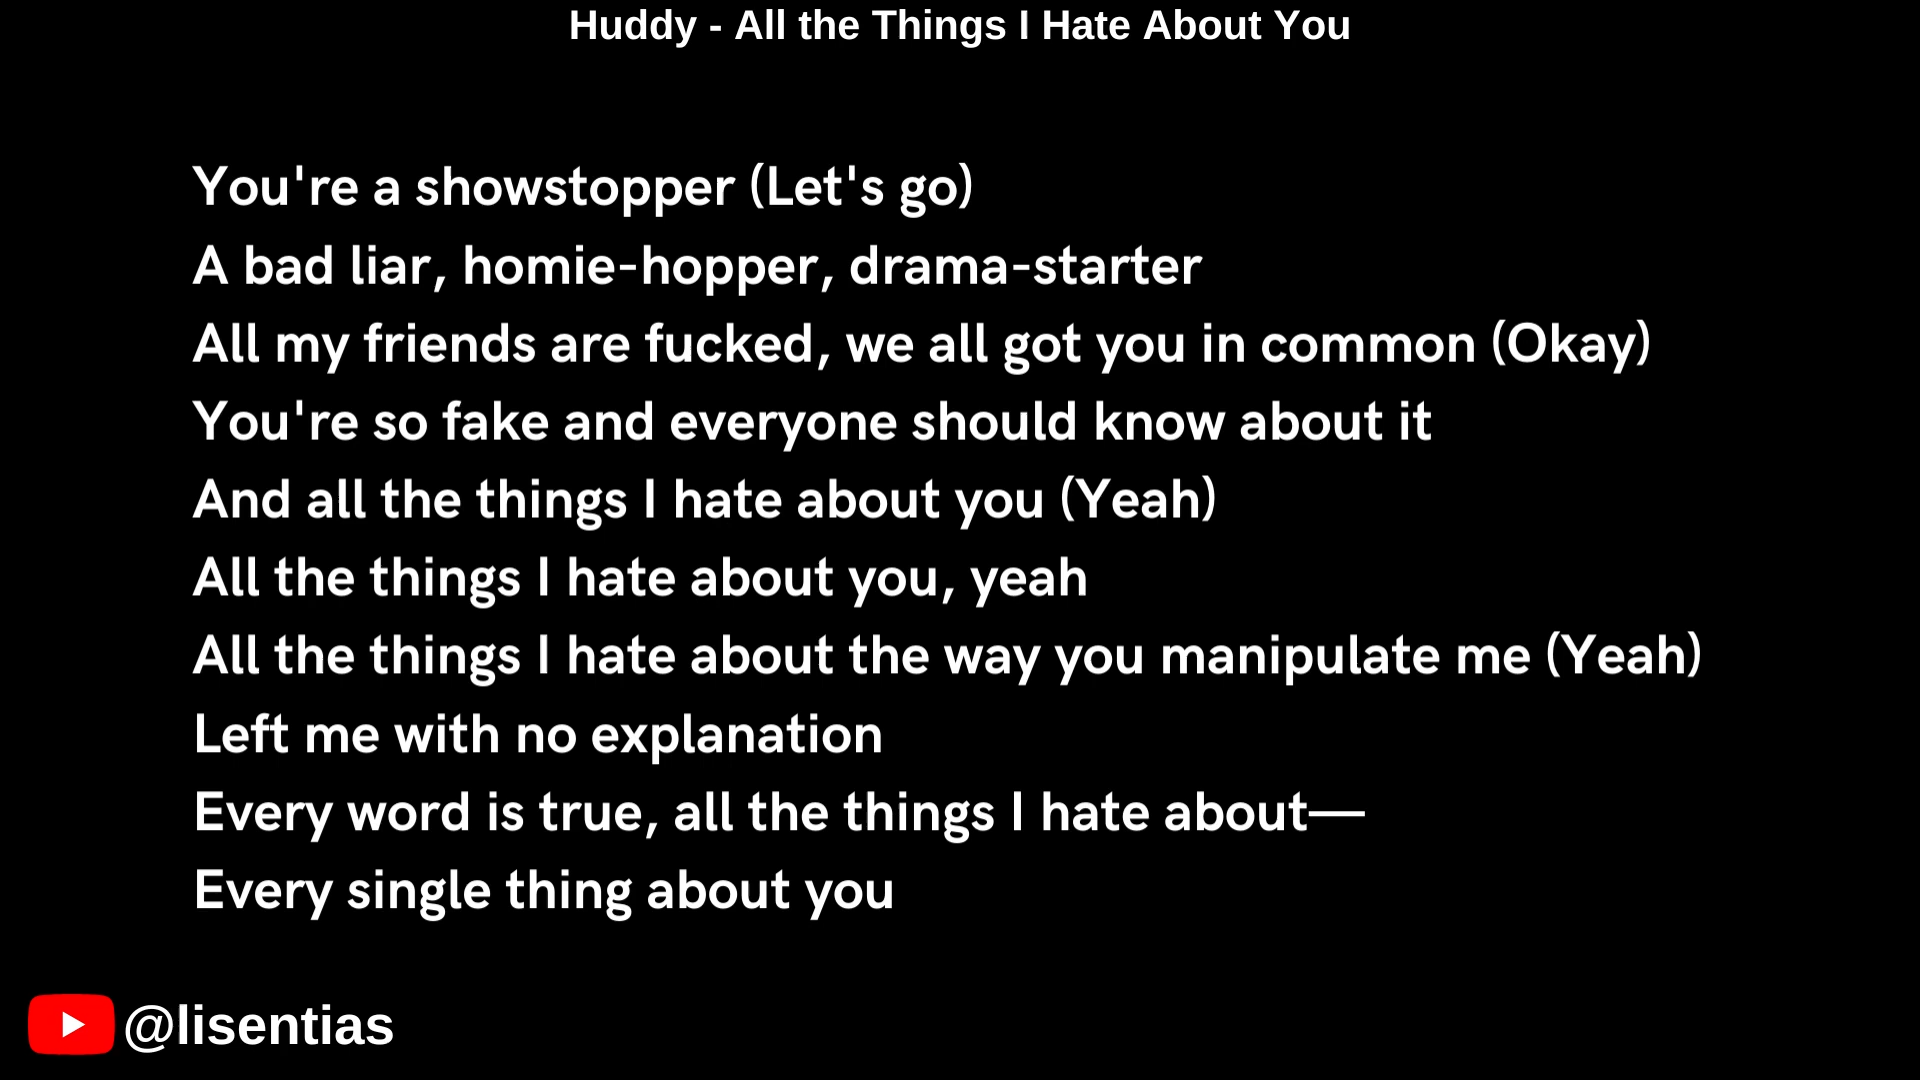 Huddy - All the Things I Hate About You
You're a showstopper (Let's go)
A bad liar, homie-hopper, drama-starter
All my friends are fucked, we all got you in common (Okay)
You're so fake and everyone should know about it
And all the things I hate about you (Yeah)
All the things I hate about you, yeah
All the things I hate about the way you manipulate me (Yeah)
Left me with no explanation
Every word is true, all the things I hate about—
Every single thing about you
@lisentias